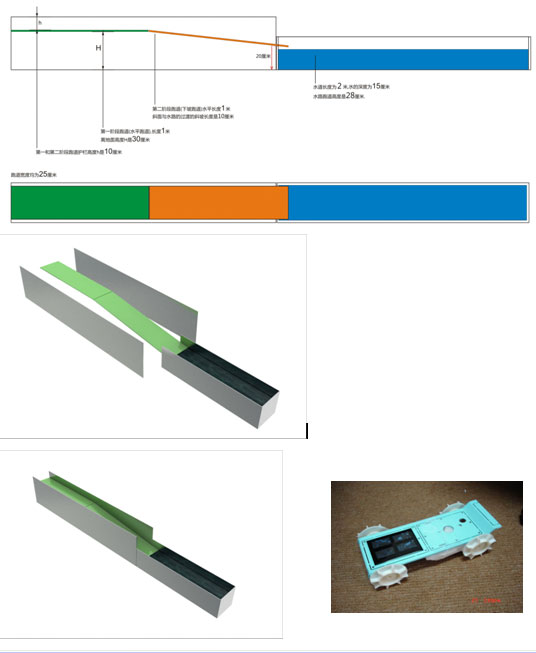 h
H
20厘米
水道长度为2 米,水的深度为15厘米
水路跑道高度是28厘米.
第二阶段跑道(下坡跑道)水平长度1 米
斜面与水路的过渡的斜坡长度是10厘米
第一阶段跑道(水平跑道),长度1米
离地面高度H是30厘米
第一和第二阶段跑道护栏高度h是10厘米
跑道宽度均为25厘米